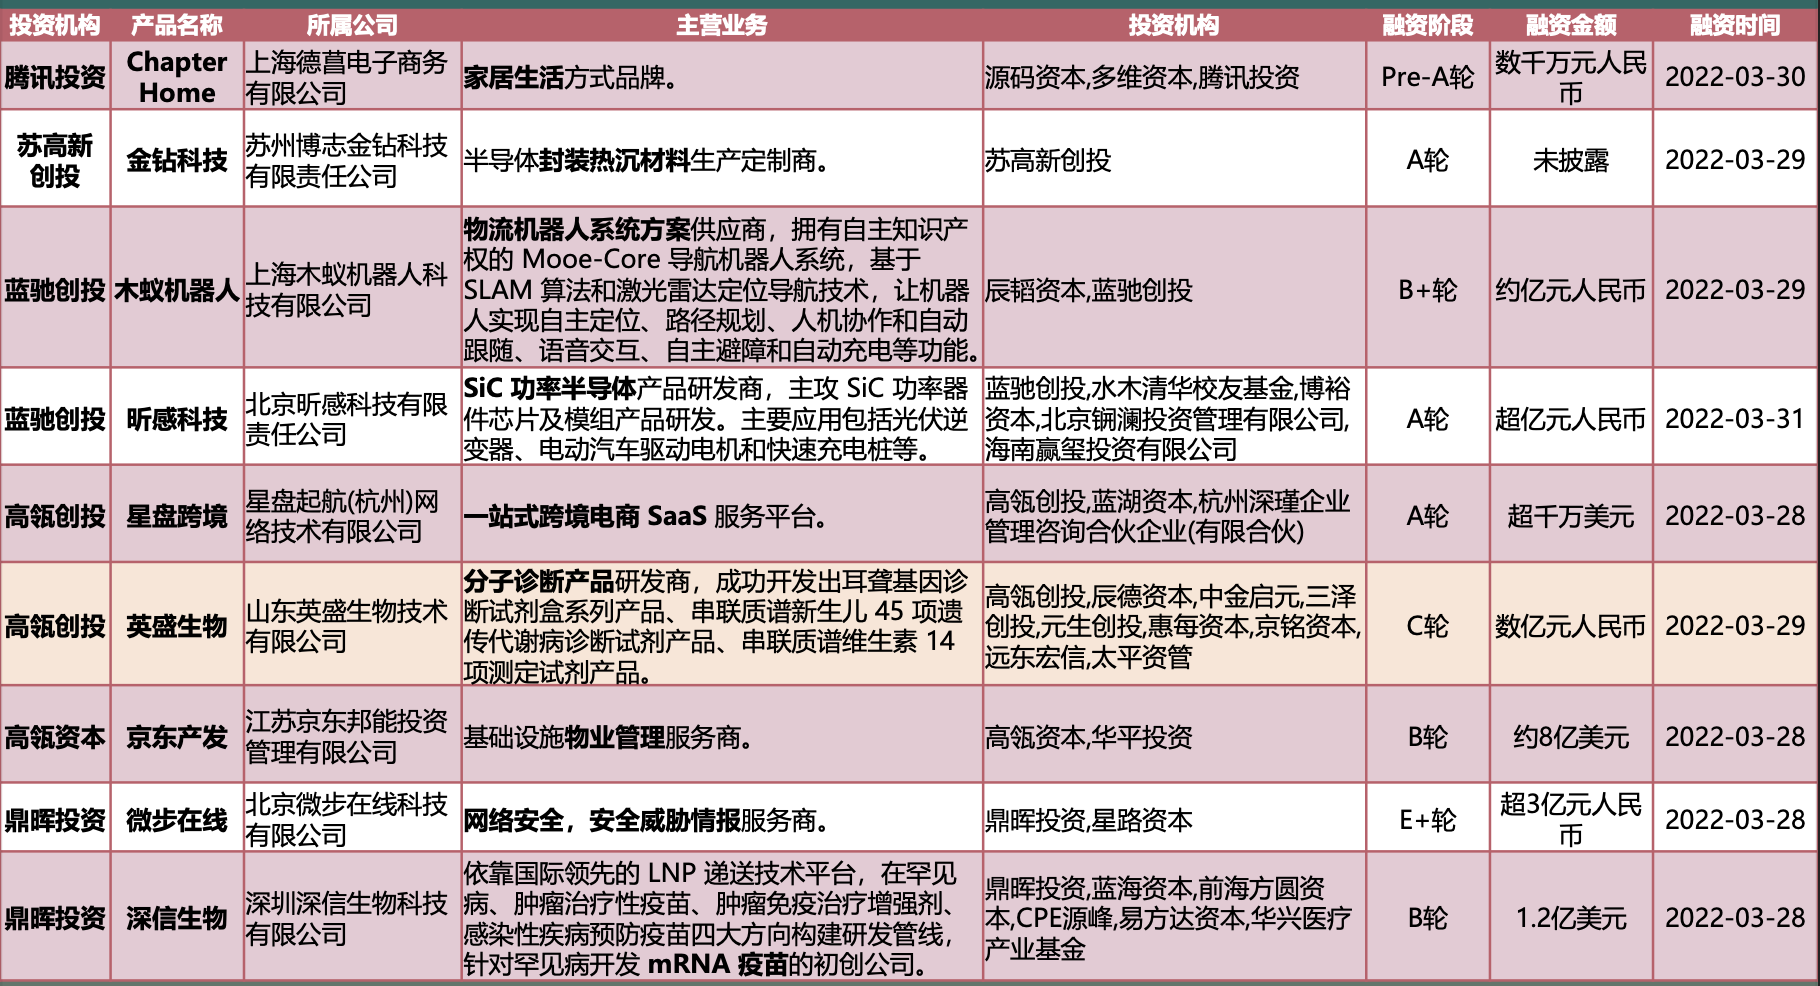 投资机构 产品名称 所属公司 主营业务 投资机构 融资阶段 融资金额 融资时间
腾讯投资
Chapter
Home
上海德菖电子商务
有限公司
家居生活方式品牌。
源码资本,多维资本,腾讯投资
Pre-A轮
数千万元人民
币
2022-03-30
苏高新
创投
金钻科技
苏州博志金钻科技
有限责任公司
半导体封装热沉材料生产定制商。
苏高新创投
A轮
未披露
2022-03-29
蓝驰创投
木蚁机器人
上海木蚁机器人科
技有限公司
物流机器人系统方案供应商，拥有自主知识产
权的 Mooe-Core 导航机器人系统，基于
SLAM 算法和激光雷达定位导航技术，让机器
人实现自主定位、路径规划、人机协作和自动
跟随、语音交互、自主避障和自动充电等功能。
辰韬资本,蓝驰创投
B+轮
约亿元人民币
2022-03-29
蓝驰创投
昕感科技
北京昕感科技有限
责任公司
SiC 功率半导体产品研发商，主攻 SiC 功率器
件芯片及模组产品研发。主要应用包括光伏逆
变器、电动汽车驱动电机和快速充电桩等。
蓝驰创投,水木清华校友基金,博裕
资本,北京锎澜投资管理有限公司,
海南赢玺投资有限公司
A轮
超亿元人民币
2022-03-31
高瓴创投
星盘跨境
星盘起航(杭州)网
络技术有限公司
一站式跨境电商 SaaS 服务平台。
高瓴创投,蓝湖资本,杭州深瑾企业
管理咨询合伙企业(有限合伙)
A轮
超千万美元
2022-03-28
高瓴创投
英盛生物
山东英盛生物技术
有限公司
分子诊断产品研发商，成功开发出耳聋基因诊
断试剂盒系列产品、串联质谱新生儿 45 项遗
传代谢病诊断试剂产品、串联质谱维生素 14
项测定试剂产品。
高瓴创投,辰德资本,中金启元,三泽
创投,元生创投,惠每资本,京铭资本,
远东宏信,太平资管
C轮
数亿元人民币
2022-03-29
高瓴资本
京东产发
江苏京东邦能投资
管理有限公司
基础设施物业管理服务商。
高瓴资本,华平投资
B轮
约8亿美元
2022-03-28
鼎晖投资
微步在线
北京微步在线科技
有限公司
网络安全，安全威胁情报服务商。
鼎晖投资,星路资本
E+轮
超3亿元人民
币
2022-03-28
鼎晖投资
深信生物
深圳深信生物科技
有限公司
依靠国际领先的 LNP 递送技术平台，在罕见
病、肿瘤治疗性疫苗、肿瘤免疫治疗增强剂、
感染性疾病预防疫苗四大方向构建研发管线，
针对罕见病开发 mRNA 疫苗的初创公司。
鼎晖投资,蓝海资本,前海方圆资
本,CPE源峰,易方达资本,华兴医疗
产业基金
B轮
1.2亿美元
2022-03-28